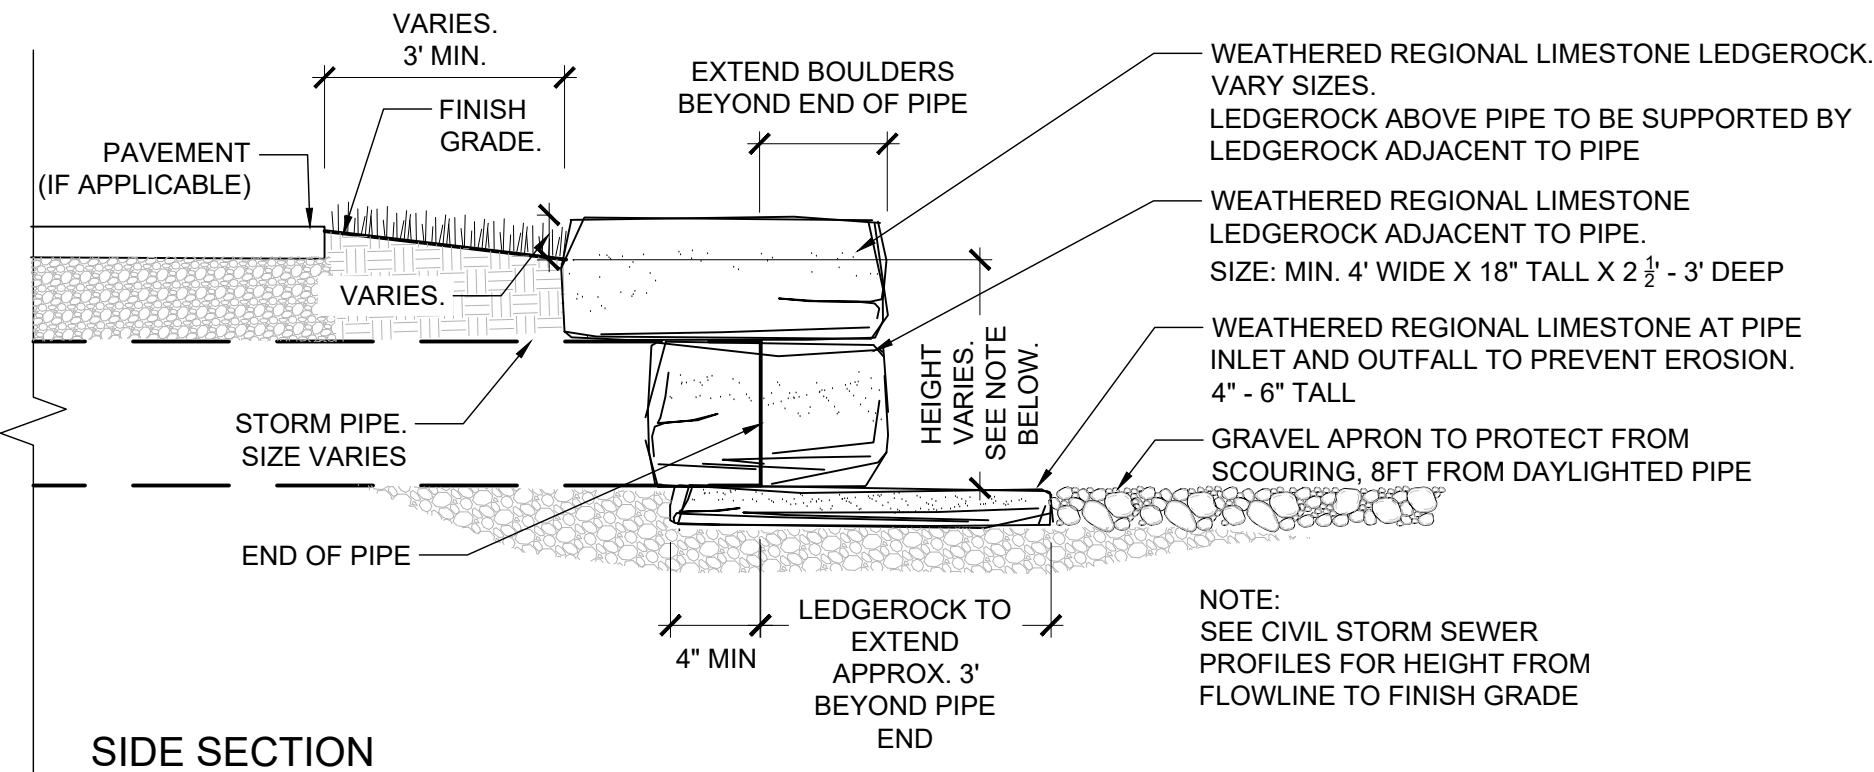 VARIES.
3' MIN.
EXTEND BOULDERS
BEYOND END OF PIPE
FINISH
GRADE.
PAVEMENT
(IF APPLICABLE)
VARIES.
STORM PIPE.
SIZE VARIES
END OF PIPE
HEIGHT
VARIES.
SEE NOTE
BELOW.
4" MIN
LEDGEROCK TO
EXTEND
APPROX. 3'
BEYOND PIPE
END
WEATHERED REGIONAL LIMESTONE LEDGEROCK.
VARY SIZES.
LEDGEROCK ABOVE PIPE TO BE SUPPORTED BY
LEDGEROCK ADJACENT TO PIPE
WEATHERED REGIONAL LIMESTONE
LEDGEROCK ADJACENT TO PIPE.
SIZE: MIN. 4' WIDE X 18" TALL X 2 1/2' - 3' DEEP
WEATHERED REGIONAL LIMESTONE AT PIPE
INLET AND OUTFALL TO PREVENT EROSION.
4" - 6" TALL
GRAVEL APRON TO PROTECT FROM
SCOURING, 8FT FROM DAYLIGHTED PIPE
NOTE:
SEE CIVIL STORM SEWER
PROFILES FOR HEIGHT FROM
FLOWLINE TO FINISH GRADE
SIDE SECTION